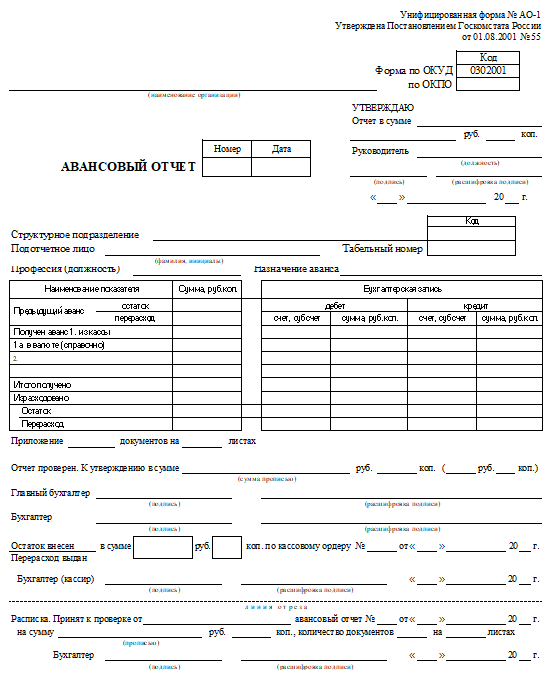 Унифицированная форма № АО-1
Утверждена Постановлением Госкомстата России
от 01.08.2001 №55
Код
Форма по ОКУД 0302001
по ОКПО
(наименование организации)
УТВЕРЖДАЮ
Отчет в сумме
руб. коп.
Номер Дата
Руководитель
(должность)
АВАНСОВЫЙ ОТЧЕТ
(подпись) (расшифровка подписи)
« » 20 г.
Код
Структурное подразделение
Подотчетное лицо Табельный номер
(фамилия, инициалы)
Профессия (должность) Назначение аванса
Наименование показателя Сумма, руб.коп. Бухгалтерская запись
Предыдущий аванс остаток дебет кредит
перерасход счет, субсчет сумма, руб.коп. счет, субсчет сумма, руб.коп.
Получен аванс 1. из кассы
1а. в валюте (справочно)
2.
Итого получено
Израсходовано
Остаток
Перерасход
Приложение документов на листах
Отчет проверен. К утверждению в сумме руб. коп. ( руб. коп.)
(сумма прописью)
Главный бухгалтер
(подпись) (расшифровка подписи)
Бухгалтер
(подпись) (расшифровка подписи)
Остаток внесен в сумме руб. коп. по кассовому ордеру № от « » 20 г.
Перерасход выдан
Бухгалтер (кассир) « » 20 г.
(подпись) (расшифровка подписи)
линия отреза
Расписка. Принят к проверке от авансовый отчет № от « » 20 г.
на сумму руб. коп., количество документов на листах
(прописью)
Бухгалтер « » 20 г.
(подпись) (расшифровка подписи)